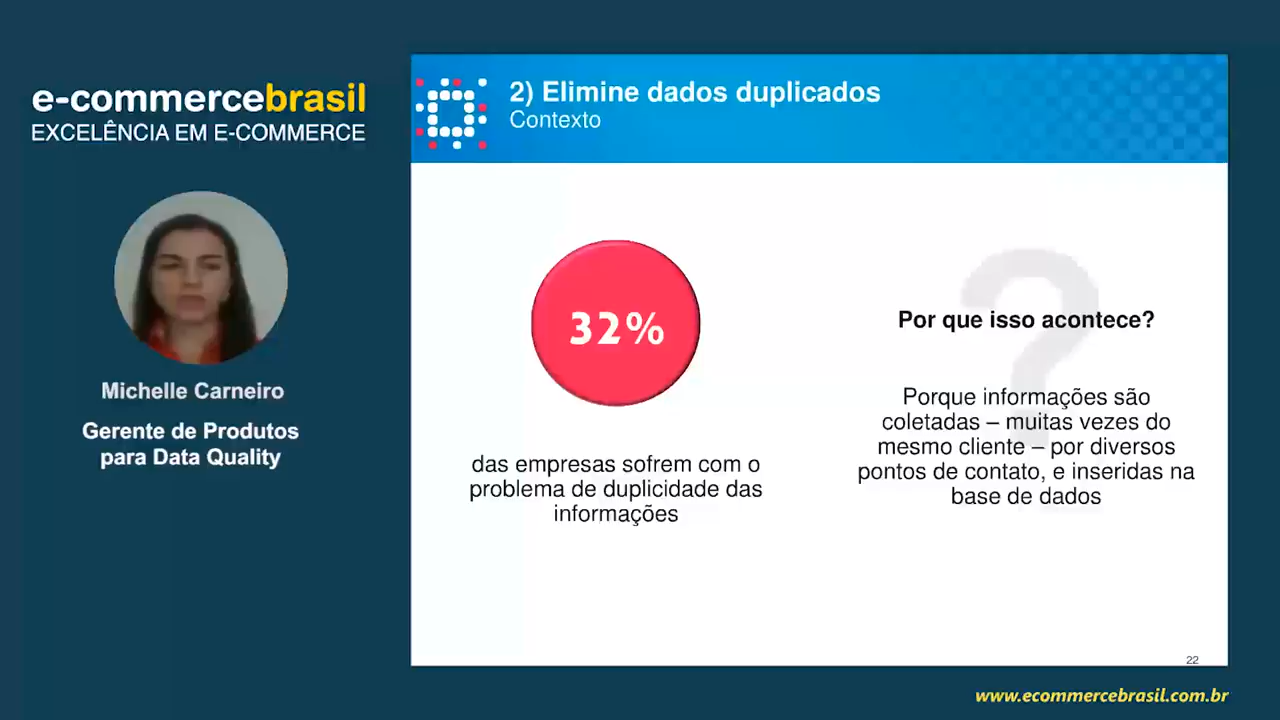 e-commercebrasil
EXCELÊNCIA EM E-COMMERCE
Michelle Carneiro
Gerente de Produtos
para Data Quality
2) Elimine dados duplicados
Contexto
32%
das empresas sofrem com o
problema de duplicidade das
informações
?
Por que isso acontece?
Porque informações são
coletadas – muitas vezes do
mesmo cliente – por diversos
pontos de contato, e inseridas na
base de dados
22
www.ecommercebrasil.com.br